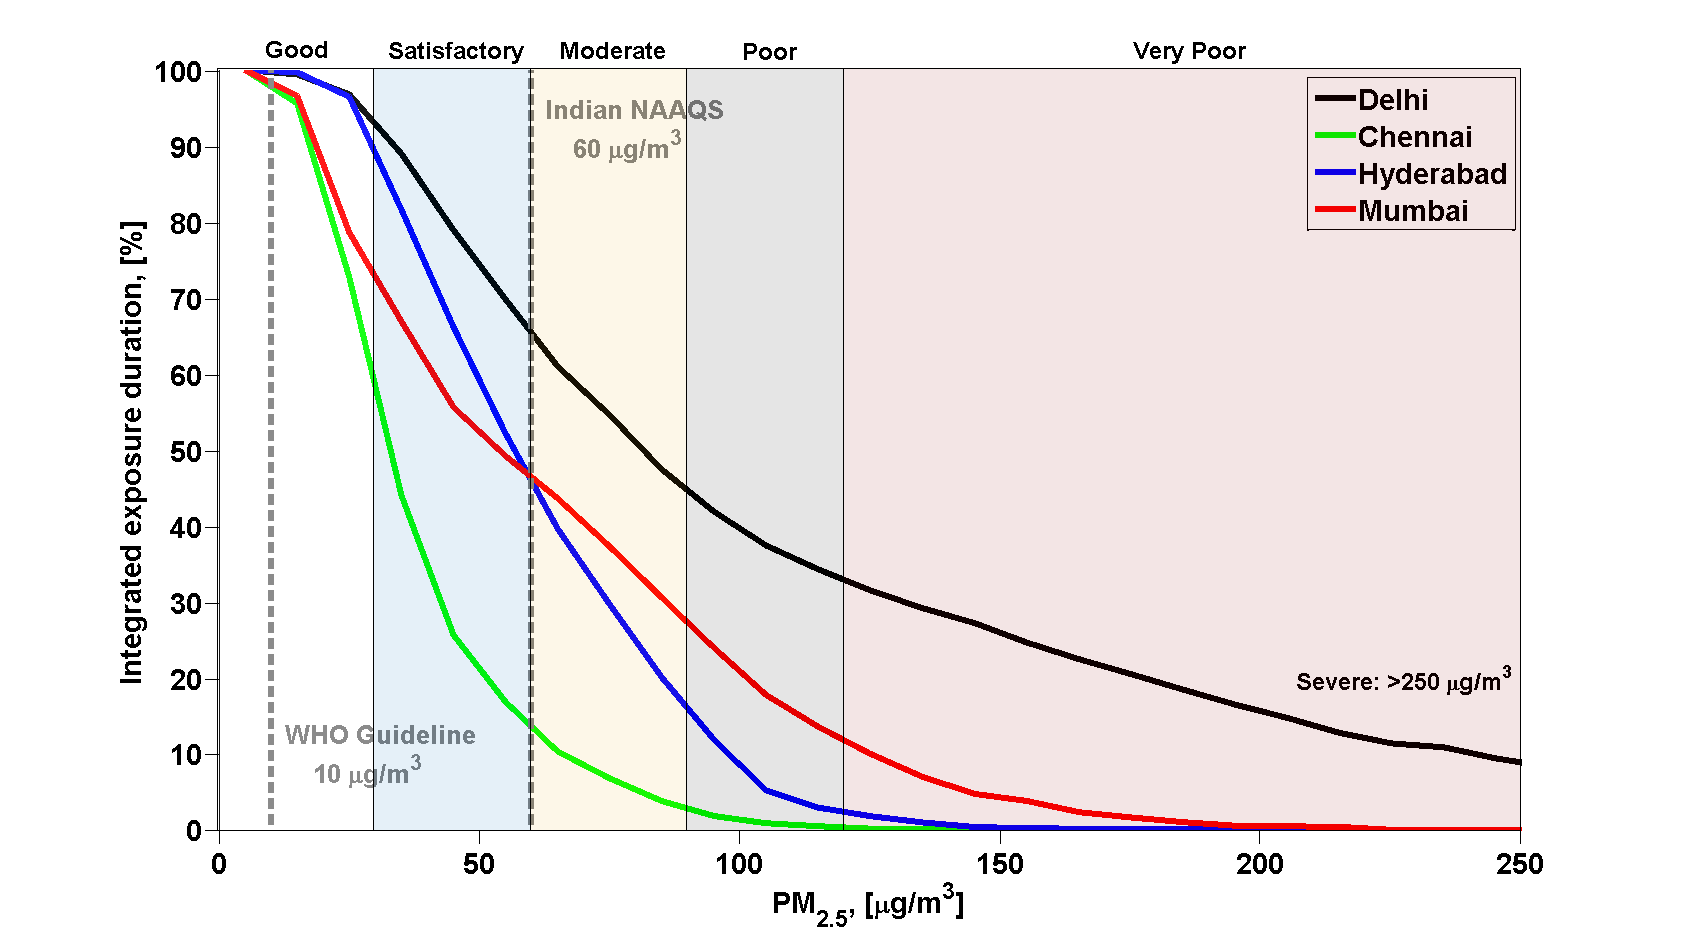 Good Satisfactory Moderate Poor Very Poor
100
90
80
70
60
50
40
30
20
10
0
Integrated exposure duration, [%]
Indian NAAQS
60 μg/m³
Delhi
Chennai
Hyderabad
Mumbai
Severe: >250 μg/m³
WHO Guideline
10 μg/m³
0 50 100 150 200 250
PM₂.₅, [μg/m³]